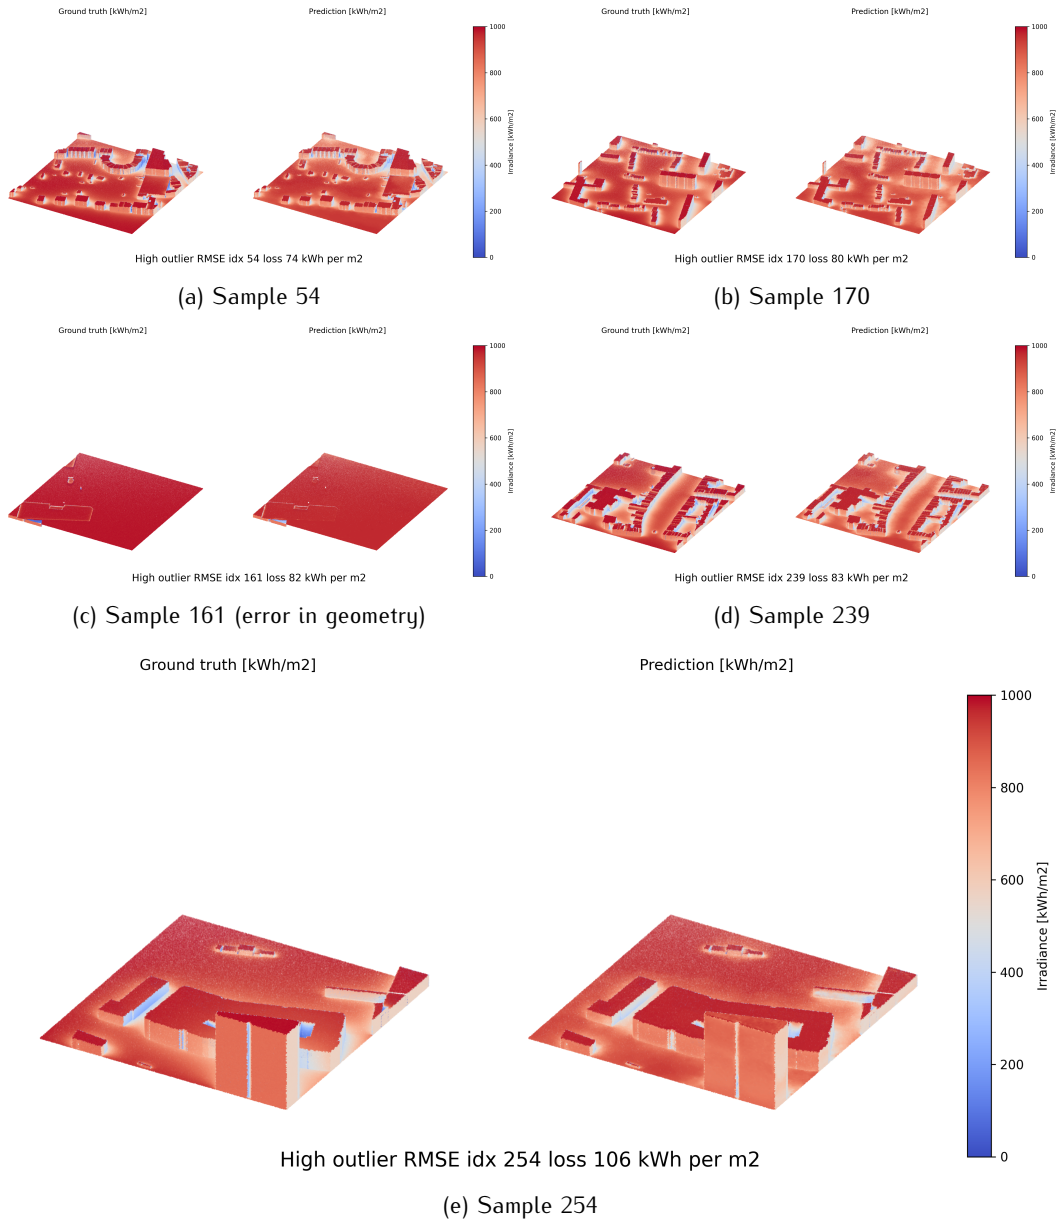 Ground truth [kWh/m2]
Prediction [kWh/m2]
1000
800
600
400
200
0
Irradiance [kWh/m2]
High outlier RMSE idx 54 loss 74 kWh per m2
(a) Sample 54
Ground truth [kWh/m2]
Prediction [kWh/m2]
1000
800
600
400
200
0
Irradiance [kWh/m2]
High outlier RMSE idx 170 loss 80 kWh per m2
(b) Sample 170
Ground truth [kWh/m2]
Prediction [kWh/m2]
1000
800
600
400
200
0
Irradiance [kWh/m2]
High outlier RMSE idx 161 loss 82 kWh per m2
(c) Sample 161 (error in geometry)
Ground truth [kWh/m2]
Prediction [kWh/m2]
1000
800
600
400
200
0
Irradiance [kWh/m2]
High outlier RMSE idx 239 loss 83 kWh per m2
(d) Sample 239
Ground truth [kWh/m2]
Prediction [kWh/m2]
1000
800
600
400
200
0
Irradiance [kWh/m2]
High outlier RMSE idx 254 loss 106 kWh per m2
(e) Sample 254